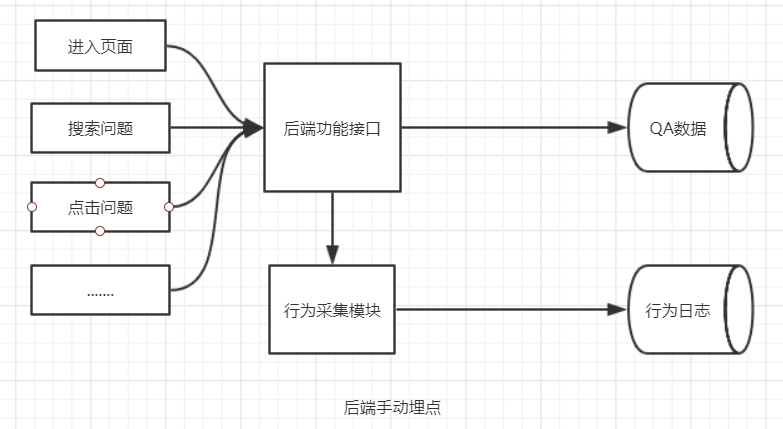 进入页面
搜索问题
点击问题
.......
后端功能接口
行为采集模块
QA数据
行为日志
后端手动埋点